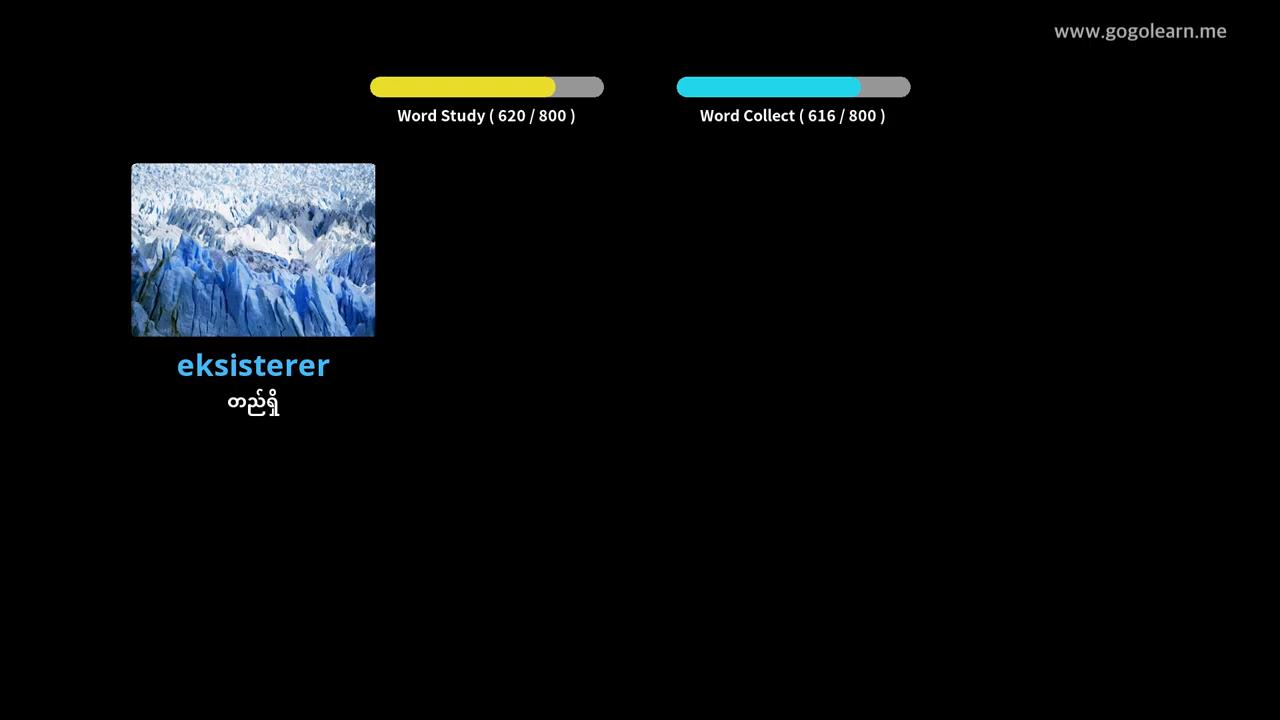 www.gogolearn.me
Word Study ( 620 / 800 )
Word Collect ( 616 / 800 )
eksisterer
တည်ရှိ